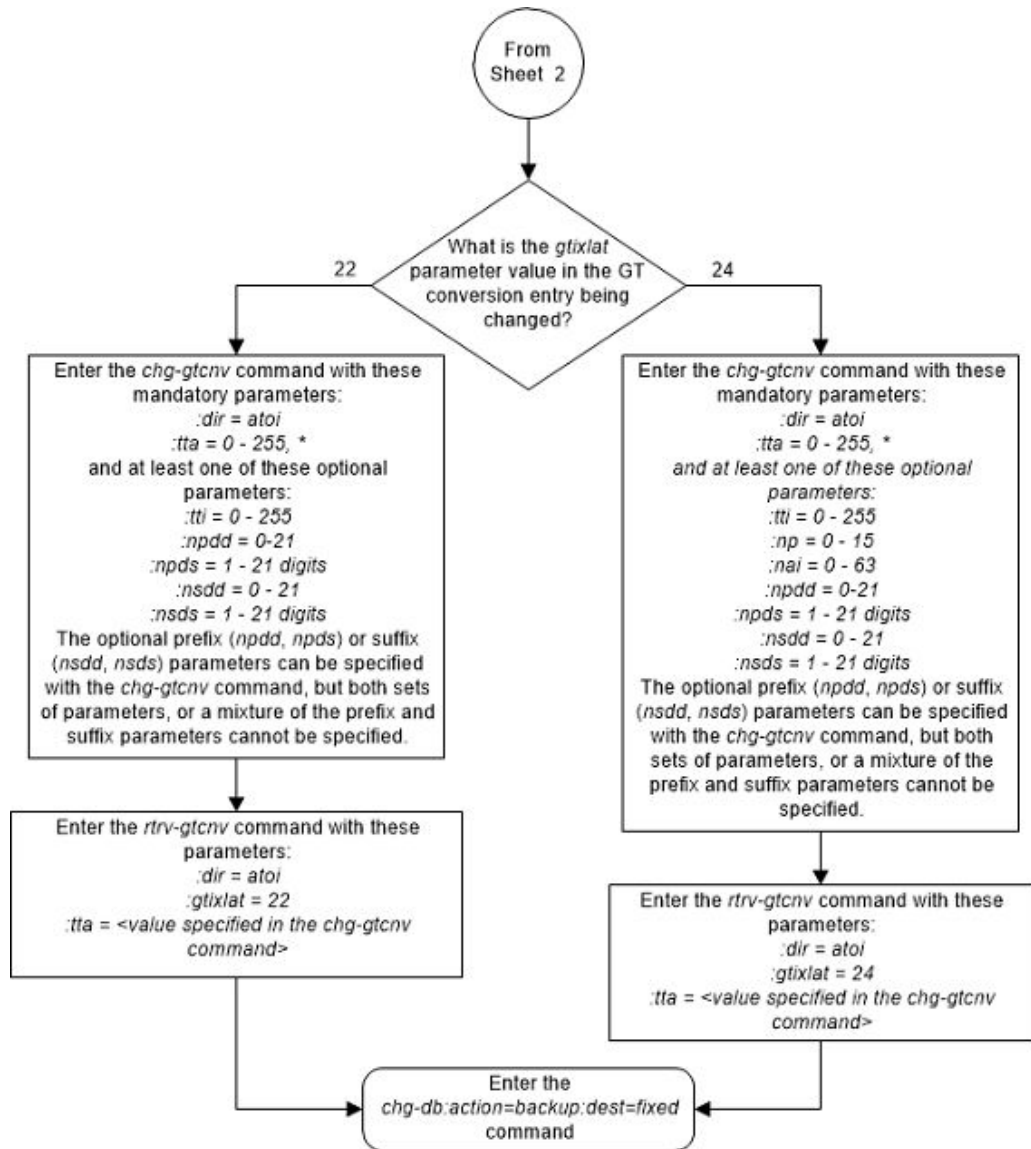 From
Sheet 2
What is the gtixlat
parameter value in the GT
conversion entry being
changed?
22
24
Enter the chg-gtcnv command with these
mandatory parameters:
:dir = atoi
:tta = 0 - 255, *
and at least one of these optional
parameters:
:tti = 0 - 255
:npdd = 0-21
:npds = 1 - 21 digits
:nsdd = 0 - 21
:nsds = 1 - 21 digits
The optional prefix (npdd, npds) or suffix
(nsdd, nsds) parameters can be specified
with the chg-gtcnv command, but both sets
of parameters, or a mixture of the prefix and
suffix parameters cannot be specified.
Enter the chg-gtcnv command with these
mandatory parameters:
:dir = atoi
:tta = 0 - 255, *
and at least one of these optional
parameters:
:tti = 0 - 255
:np = 0 - 15
:nai = 0 - 63
:npdd = 0-21
:npds = 1 - 21 digits
:nsdd = 0 - 21
:nsds = 1 - 21 digits
The optional prefix (npdd, npds) or suffix
(nsdd, nsds) parameters can be specified
with the chg-gtcnv command, but both
sets of parameters, or a mixture of the
prefix and suffix parameters cannot be
specified.
Enter the rtrv-gtcnv command with these
parameters:
:dir = atoi
:gtixlat = 22
:tta = <value specified in the chg-gtcnv
command>
Enter the rtrv-gtcnv command with these
parameters:
:dir = atoi
:gtixlat = 24
:tta = <value specified in the chg-gtcnv
command>
Enter the
chg-db:action=backup:dest=fixed
command